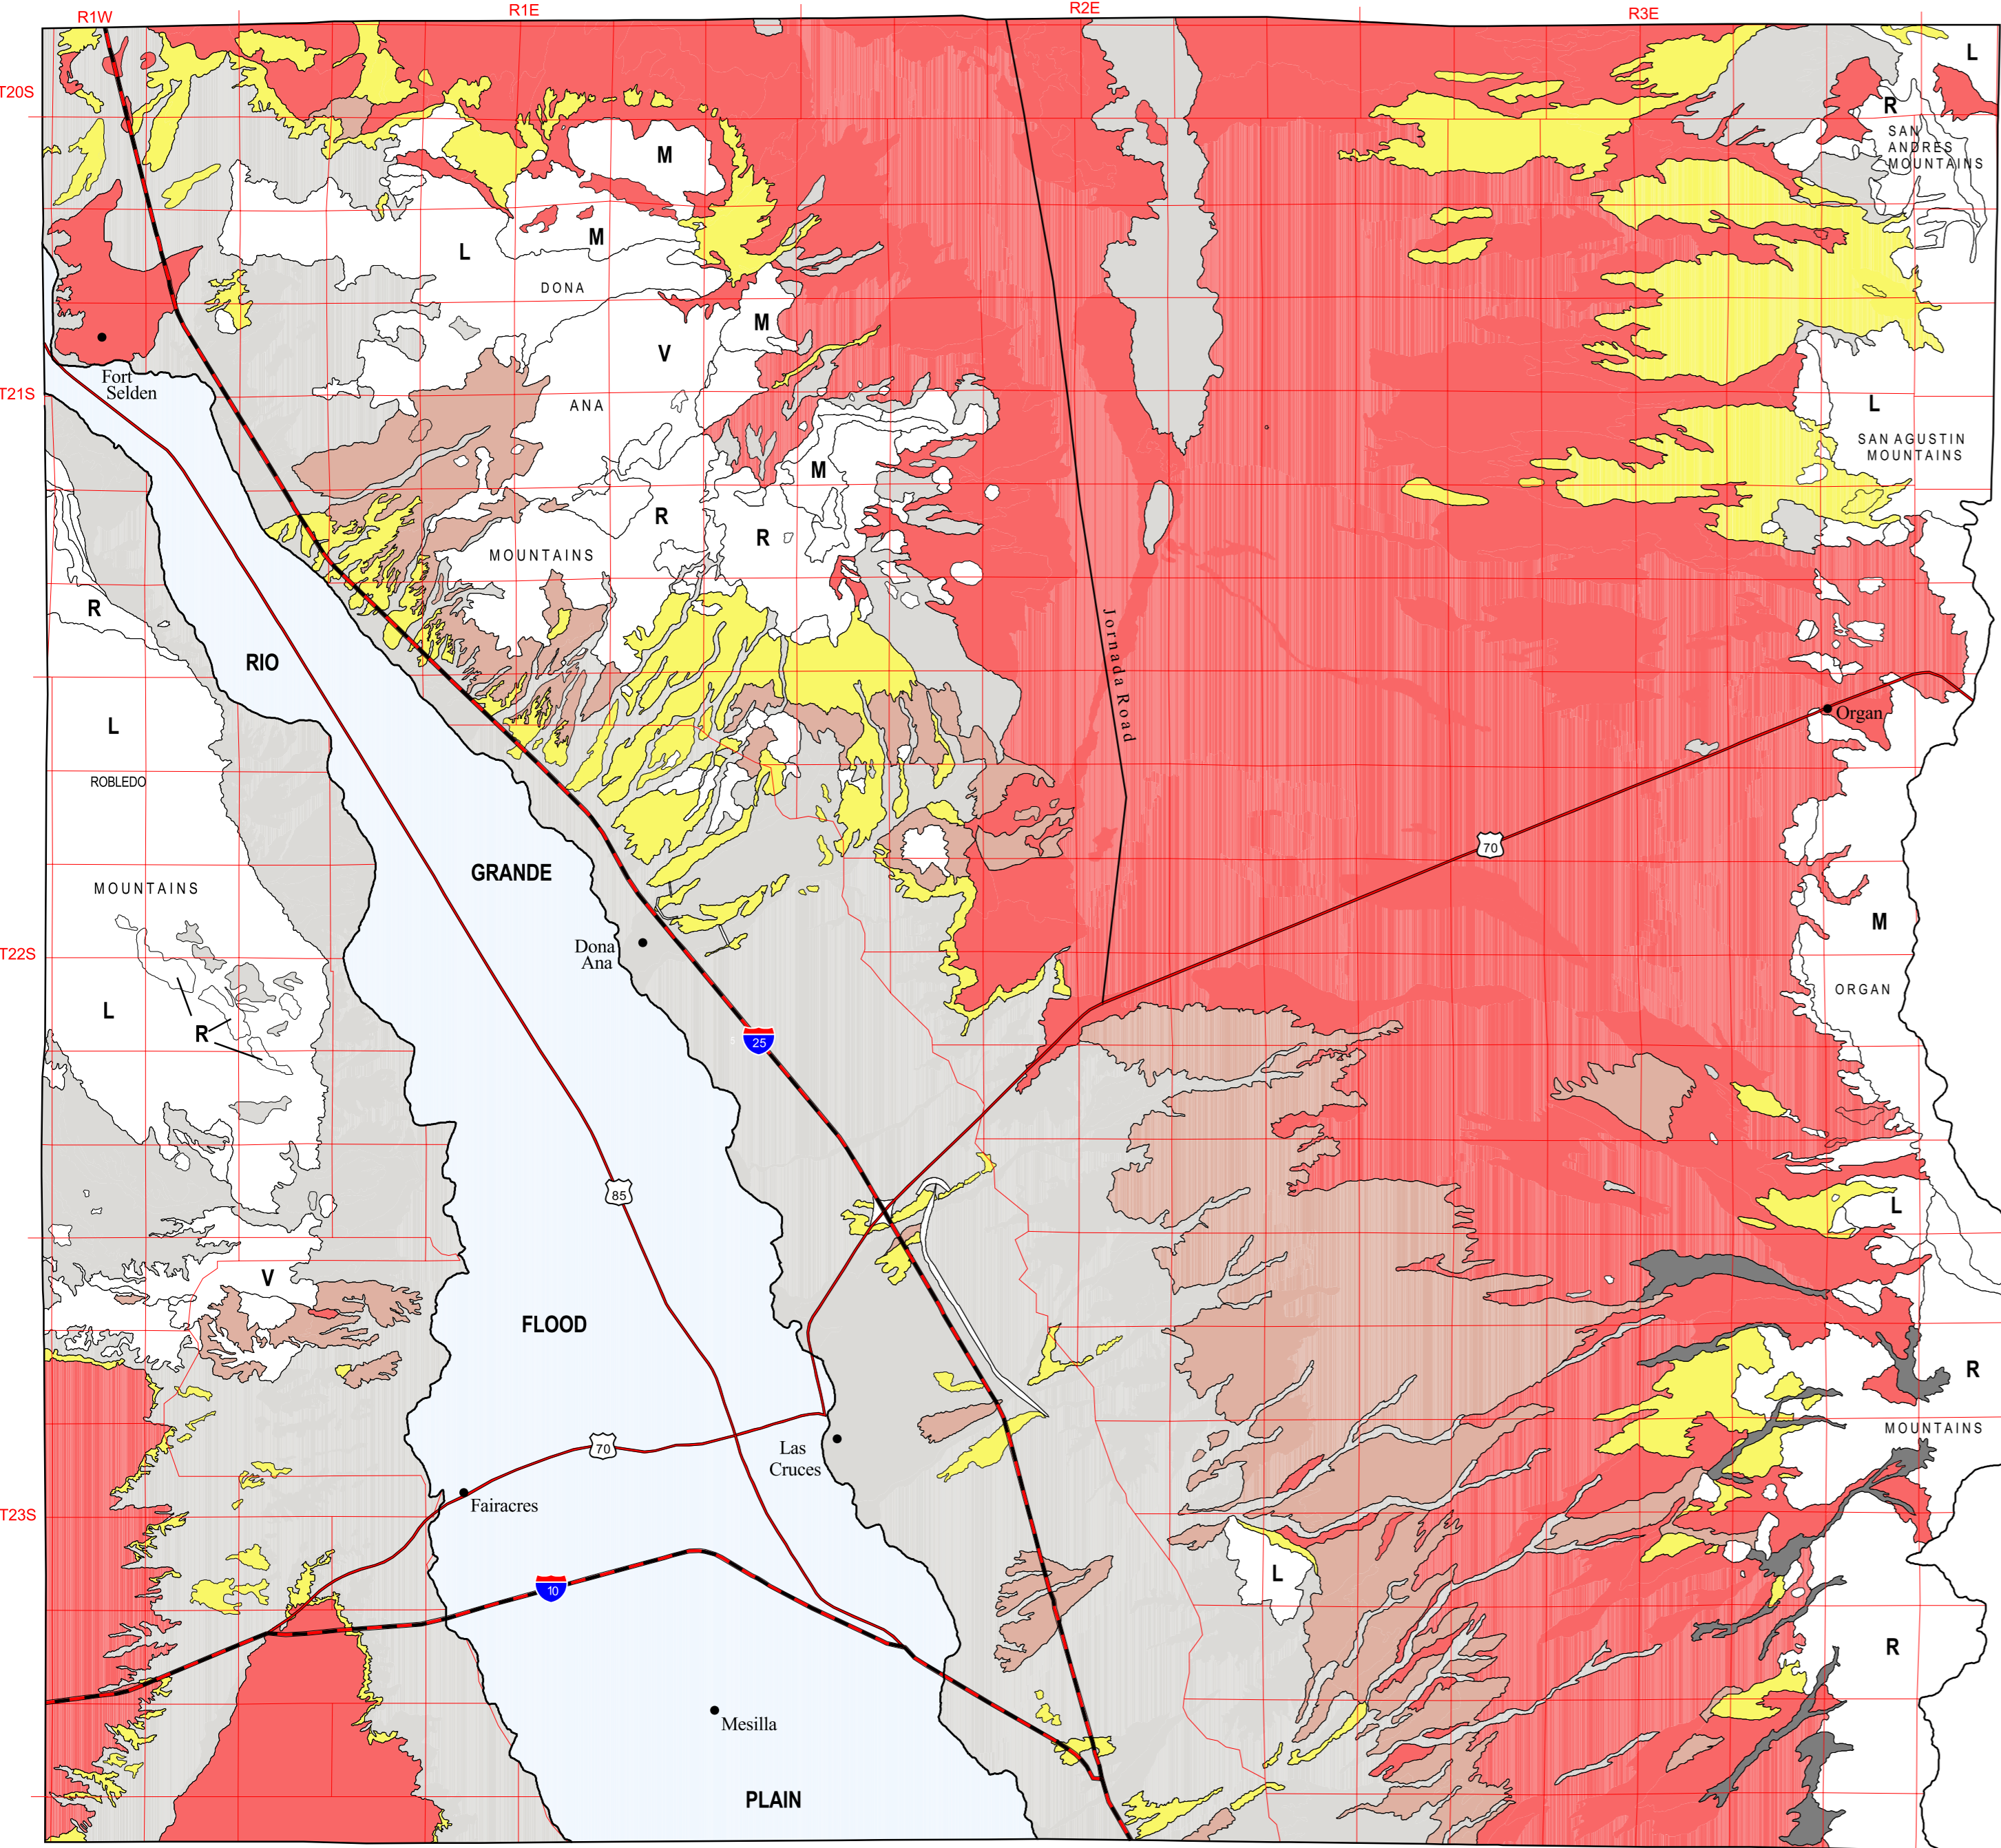 R1W
R1E
R2E
R3E
L
T20S
R
SAN
ANDRES
MOUNTAINS
M
M
L
DONA
M
V
Fort
Selden
T21S
ANA
L
SAN AGUSTIN
MOUNTAINS
M
R
R
MOUNTAINS
R
Jornada Road
RIO
Organ
L
ROBLEDO
70
GRANDE
MOUNTAINS
M
Dona
Ana
T22S
ORGAN
L
R
25
85
L
V
FLOOD
R
MOUNTAINS
70
Las
Cruces
Fairacres
T23S
L
10
R
Mesilla
PLAIN